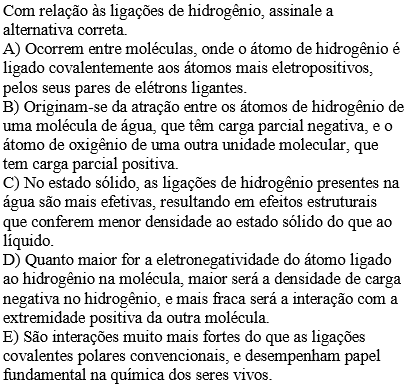 Com relação às ligações de hidrogênio, assinale a
alternativa correta.
A) Ocorrem entre moléculas, onde o átomo de hidrogênio é
ligado covalentemente aos átomos mais eletropositivos,
pelos seus pares de elétrons ligantes.
B) Originam-se da atração entre os átomos de hidrogênio de
uma molécula de água, que têm carga parcial negativa, e o
átomo de oxigênio de uma outra unidade molecular, que
tem carga parcial positiva.
C) No estado sólido, as ligações de hidrogênio presentes na
água são mais efetivas, resultando em efeitos estruturais
que conferem menor densidade ao estado sólido do que ao
líquido.
D) Quanto maior for a eletronegatividade do átomo ligado
ao hidrogênio na molécula, maior será a densidade de carga
negativa no hidrogênio, e mais fraca será a interação com a
extremidade positiva da outra molécula.
E) São interações muito mais fortes do que as ligações
covalentes polares convencionais, e desempenham papel
fundamental na química dos seres vivos.